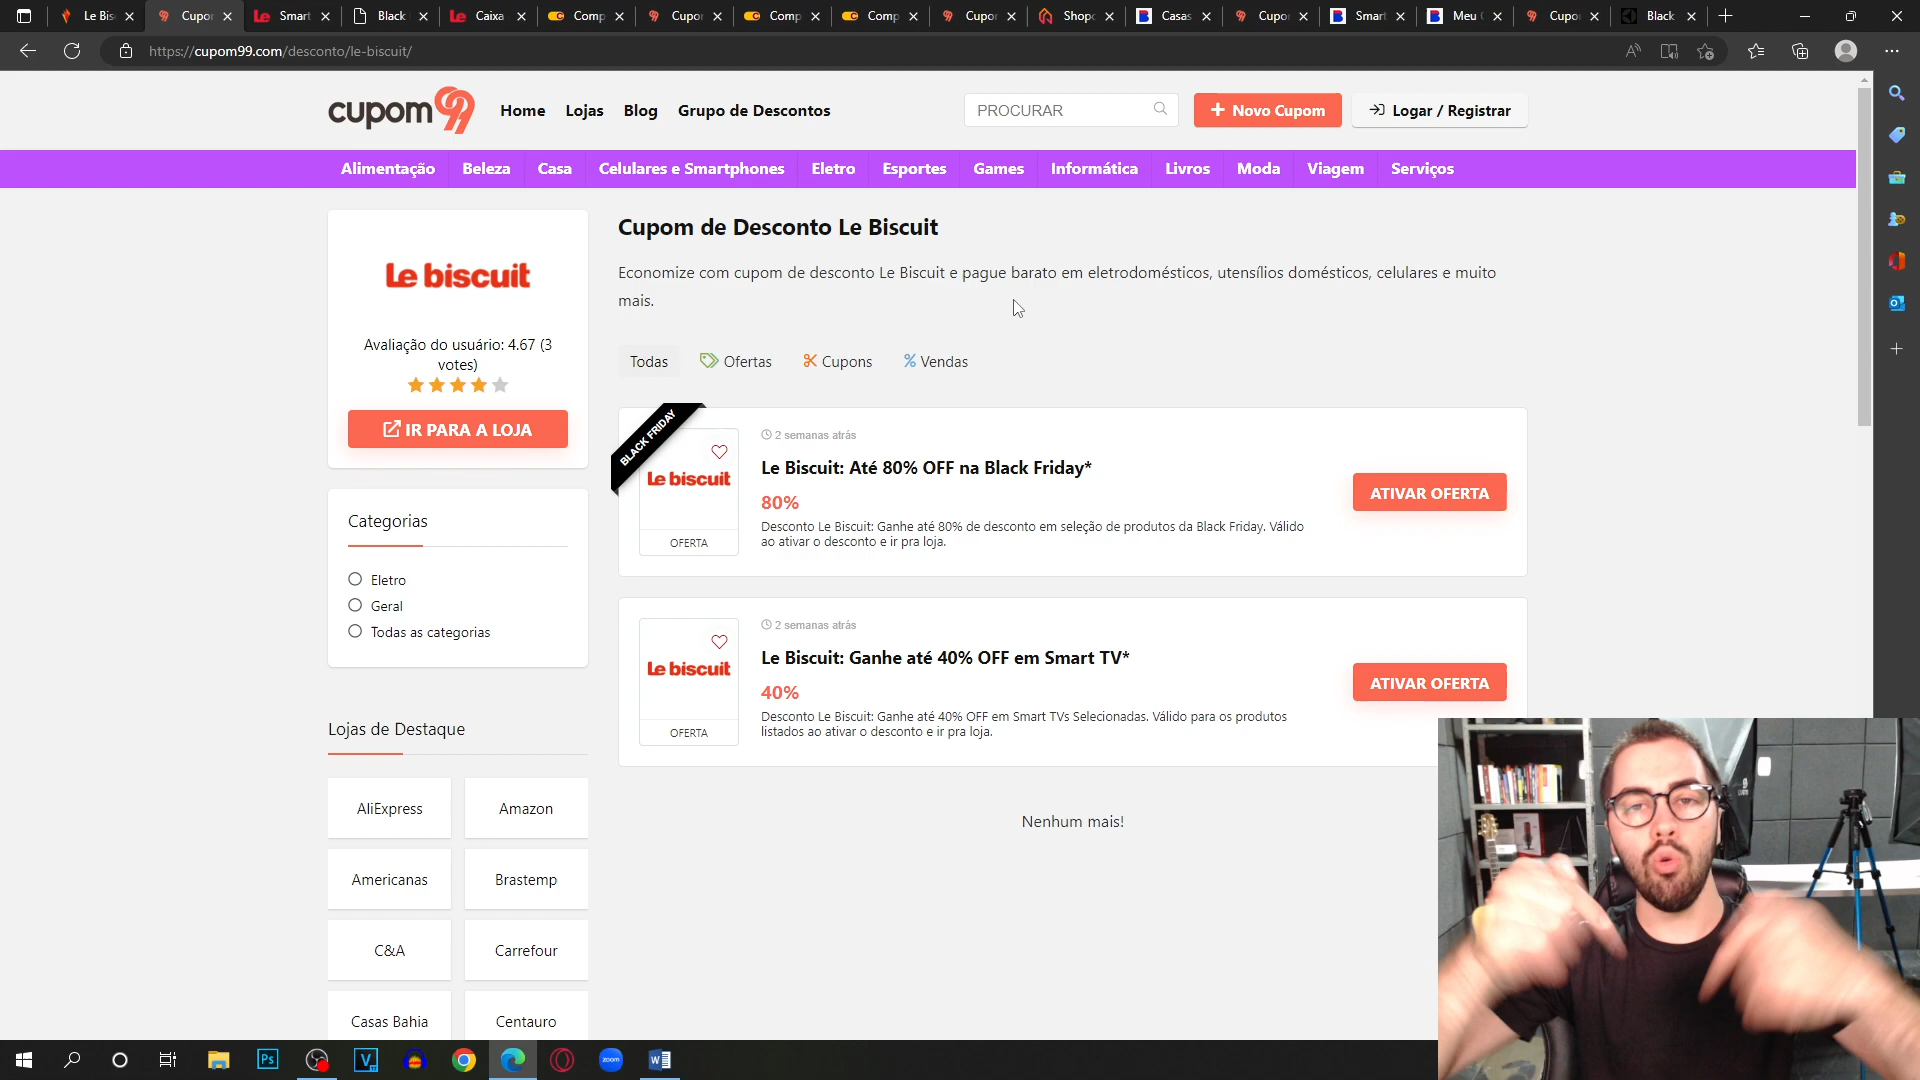 Le Bis
Cupon
Smart
Black
Caixa
Comp
Cupor
Comp
Comp
Cupor
Shopc
Casas
Cupor
Smart
Meu
Cupo
Black
https://cupom99.com/desconto/le-biscuit/
cupom99
Home
Lojas
Blog
Grupo de Descontos
PROCURAR
Novo Cupom
Logar / Registrar
Alimentação
Beleza
Casa
Celulares e Smartphones
Eletro
Esportes
Games
Informática
Livros
Moda
Viagem
Serviços
Le biscuit
Avaliação do usuário: 4.67 (3
votes)
IR PARA A LOJA
Categorias
Eletro
Geral
Todas as categorias
Lojas de Destaque
AliExpress
Amazon
Americanas
Brastemp
C&A
Carrefour
Casas Bahia
Centauro
Cupom de Desconto Le Biscuit
Economize com cupom de desconto Le Biscuit e pague barato em eletrodomésticos, utensílios domésticos, celulares e muito
mais.
Todas
Ofertas
Cupons
Vendas
BLACK FRIDAY
Le biscuit
OFERTA
2 semanas atrás
Le Biscuit: Até 80% OFF na Black Friday*
80%
Desconto Le Biscuit: Ganhe até 80% de desconto em seleção de produtos da Black Friday. Válido
ao ativar o desconto e ir pra loja.
ATIVAR OFERTA
Le biscuit
OFERTA
2 semanas atrás
Le Biscuit: Ganhe até 40% OFF em Smart TV*
40%
Desconto Le Biscuit: Ganhe até 40% OFF em Smart TVs Selecionadas. Válido para os produtos
listados ao ativar o desconto e ir pra loja.
ATIVAR OFERTA
Nenhum mais!
Ps
zoom